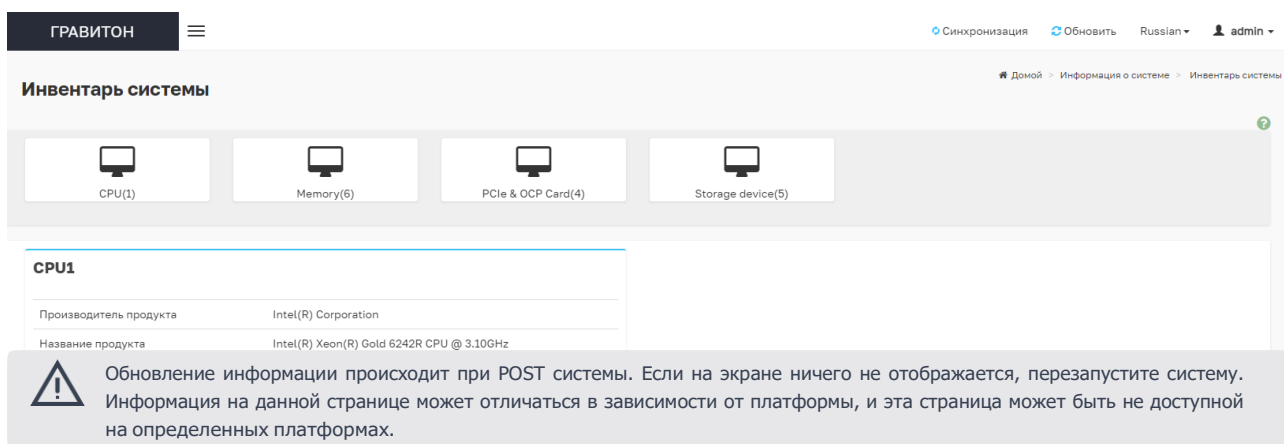 ГРАВИТОН
Синхронизация Обновить Russian admin
Инвентарь системы
Домой > Информация о системе > Инвентарь системы
?
CPU(1) Memory(6) PCIe & OCP Card(4) Storage device(5)
CPU1
Производитель продукта Intel(R) Corporation
Название продукта Intel(R) Xeon(R) Gold 6242R CPU @ 3.10GHz
Обновление информации происходит при POST системы. Если на экране ничего не отображается, перезапустите систему.
Информация на данной странице может отличаться в зависимости от платформы, и эта страница может быть не доступной
на определенных платформах.